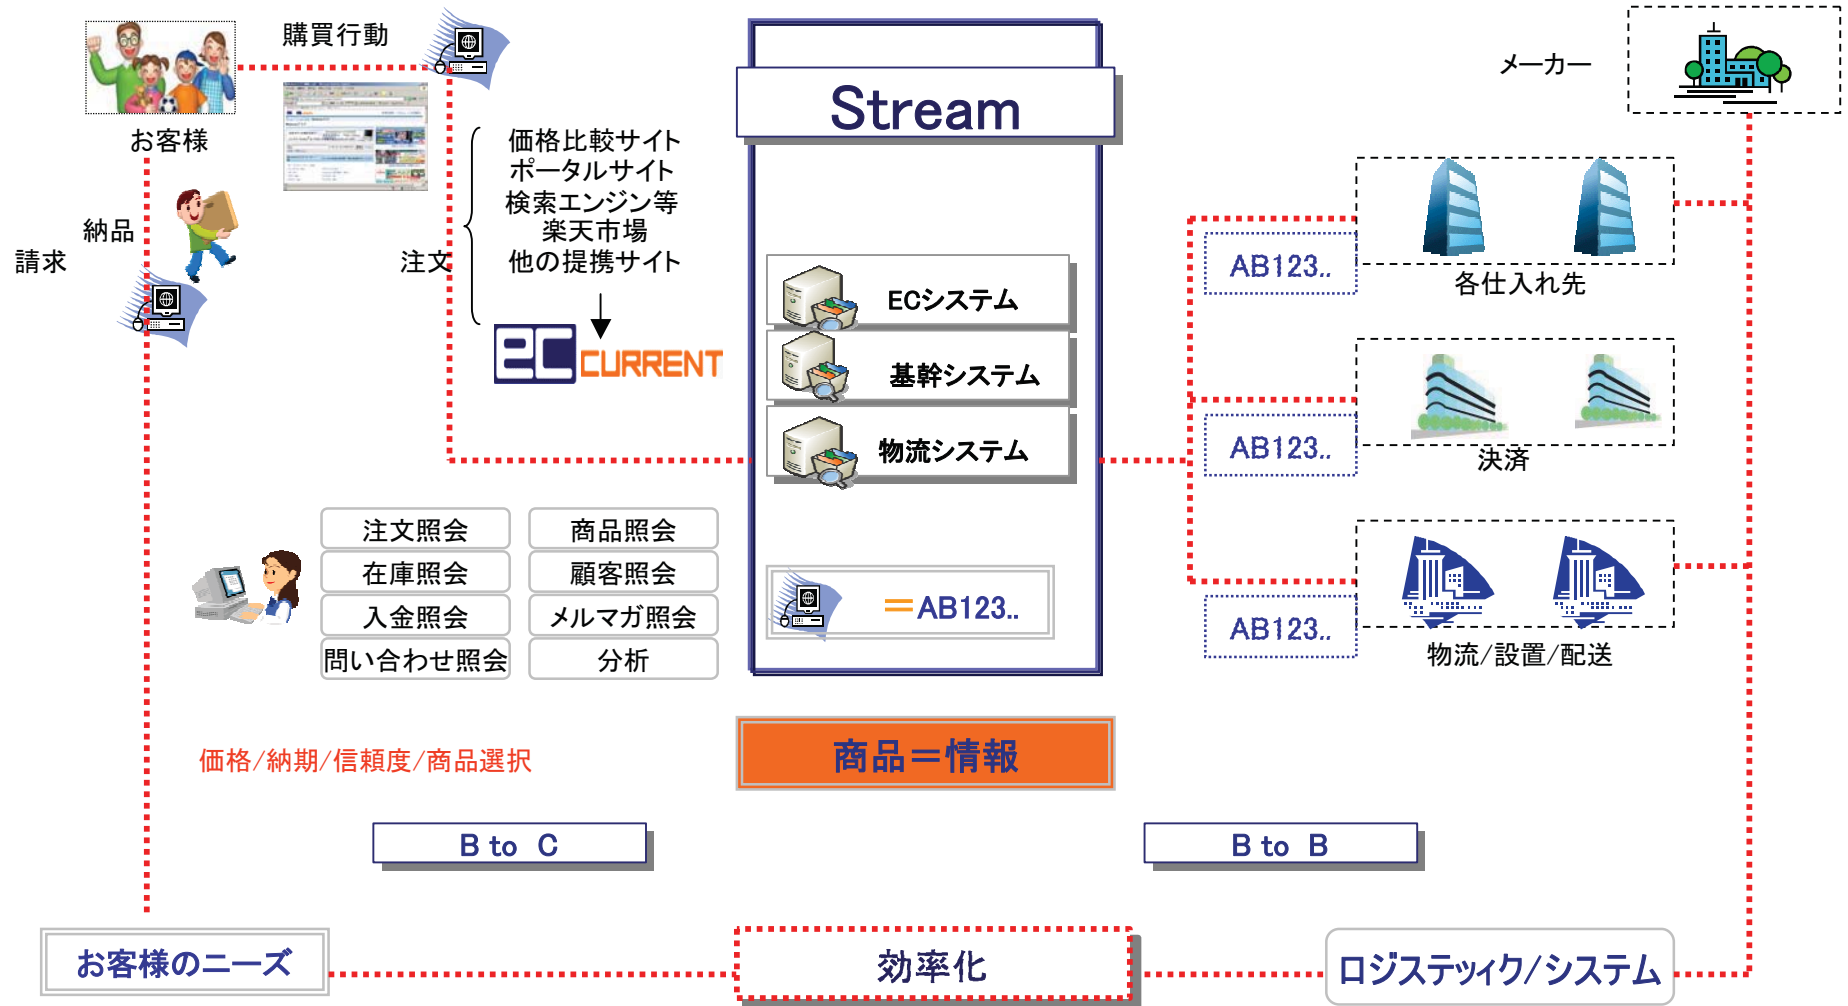 購買行動
お客様
納品
請求
注文
価格比較サイト
ポータルサイト
検索エンジン等
楽天市場
他の提携サイト
eC CURRENT
注文照会
商品照会
在庫照会
顧客照会
入金照会
メルマガ照会
問い合わせ照会
分析
価格/納期/信頼度/商品選択
Stream
ECシステム
基幹システム
物流システム
＝AB123..
商品＝情報
メーカー
AB123..
各仕入れ先
AB123..
決済
AB123..
物流/設置/配送
B to C
B to B
お客様のニーズ
効率化
ロジスティック/システム